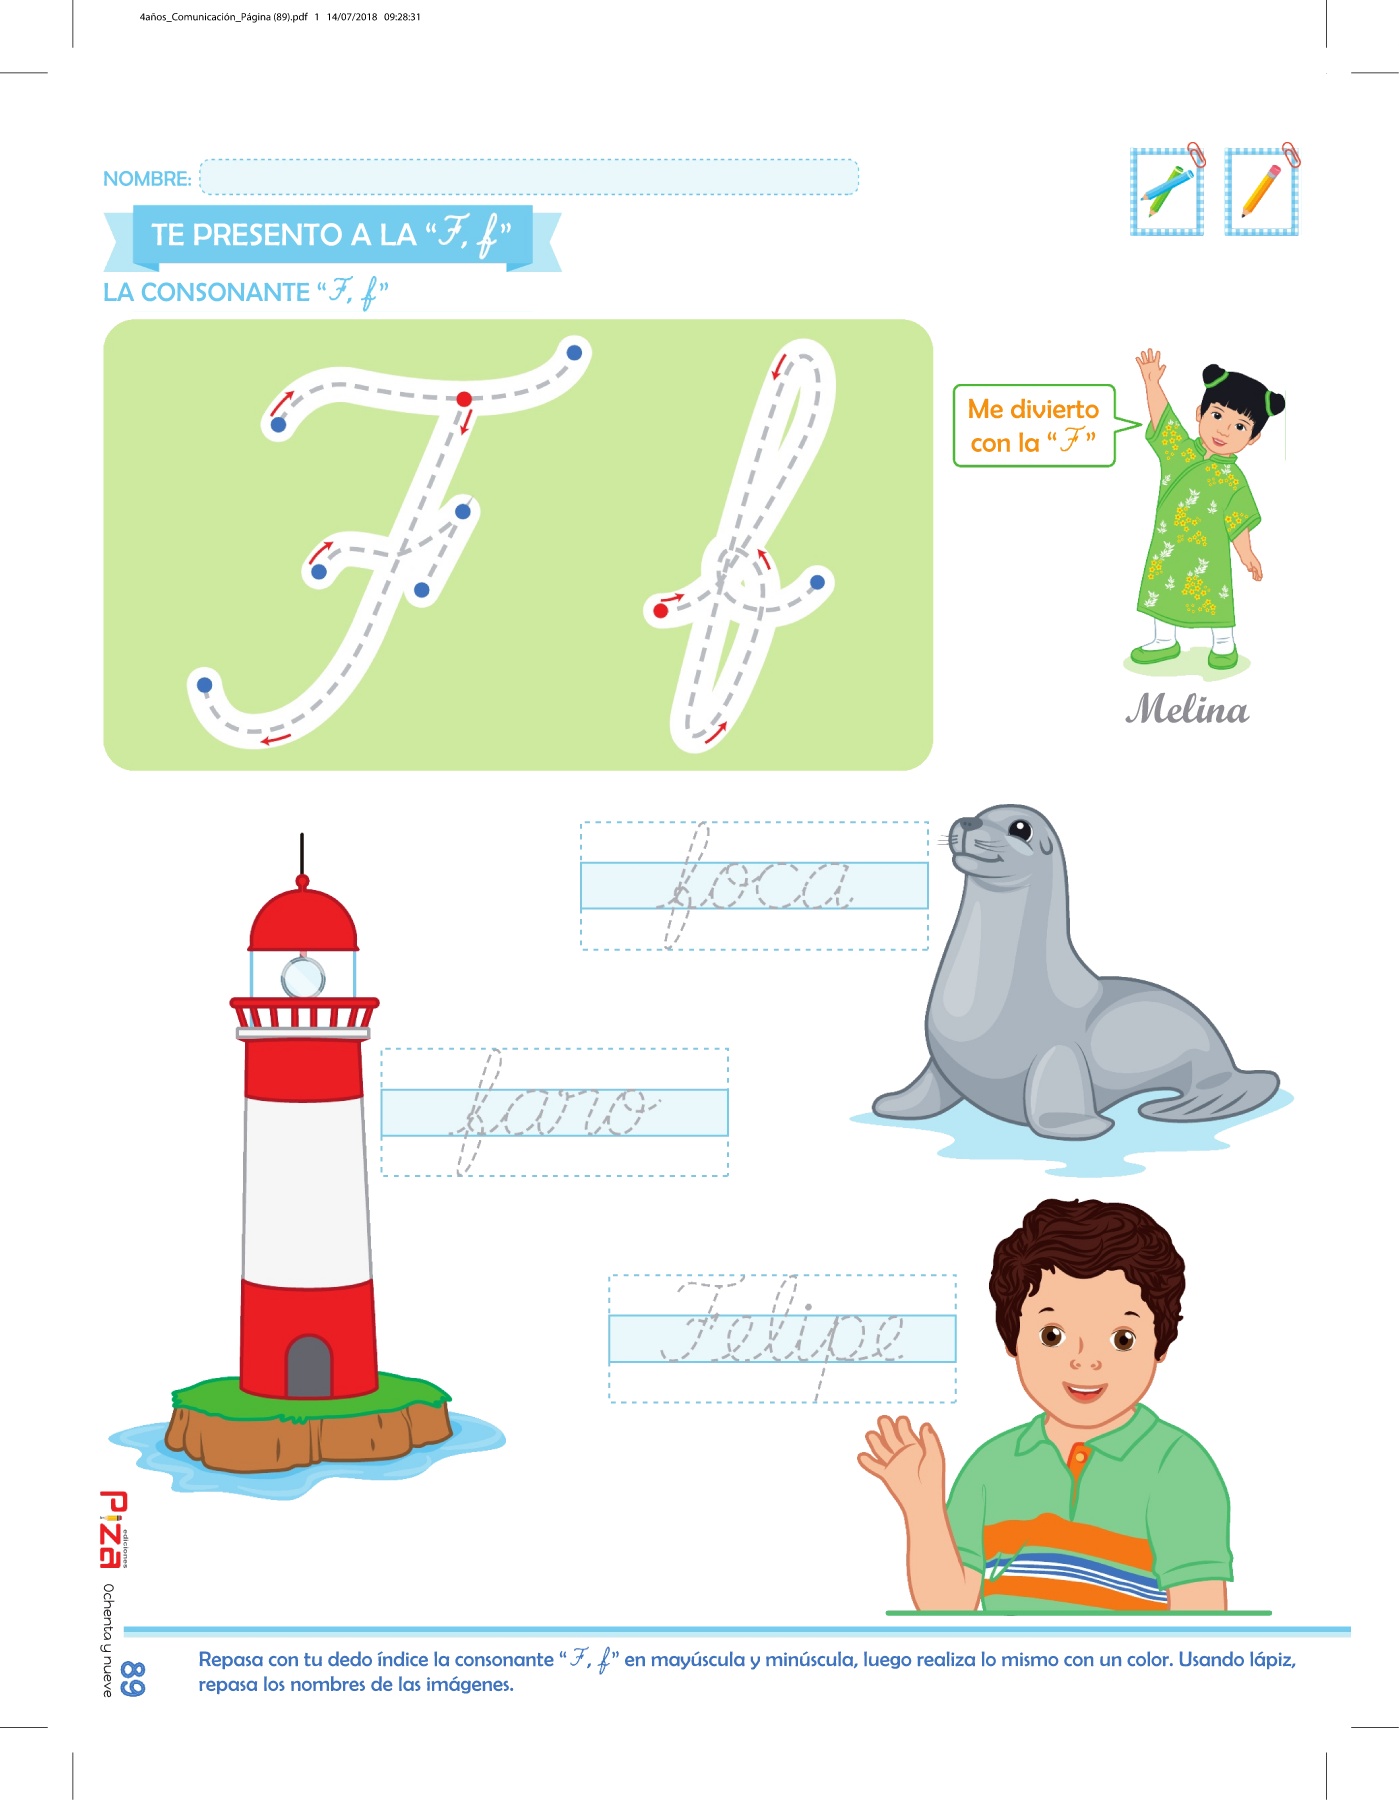 4años_Comunicación_Página (89).pdf 1 14/07/2018 09:28:31
NOMBRE:
TE PRESENTO A LA “F, f”
LA CONSONANTE “F, f”
Me divierto
con la “F”
Melina
foca
faro
Felipe
Piza
ediciones
Ochenta y nueve
89
Repasa con tu dedo índice la consonante “F, f” en mayúscula y minúscula, luego realiza lo mismo con un color. Usando lápiz,
repasa los nombres de las imágenes.